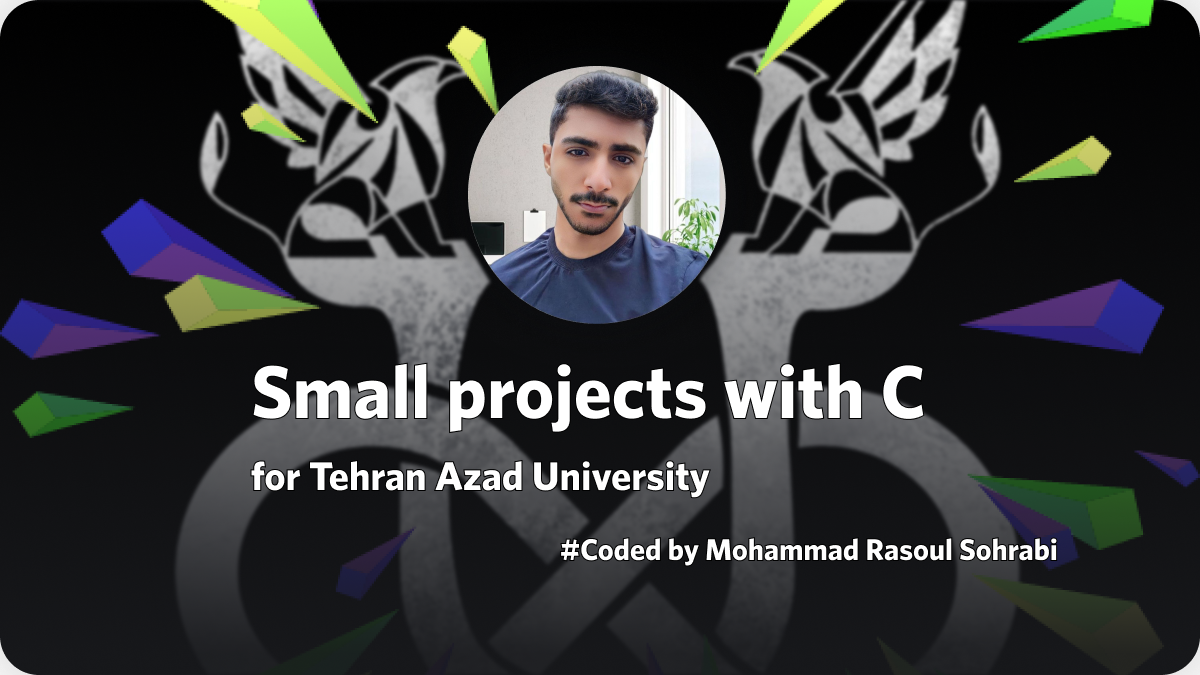 Small projects with C
for Tehran Azad University
#Coded by Mohammad Rasoul Sohrabi